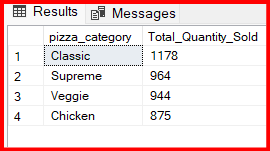 Results Messages
pizza_category Total_Quantity_Sold
1 Classic 1178
2 Supreme 964
3 Veggie 944
4 Chicken 875